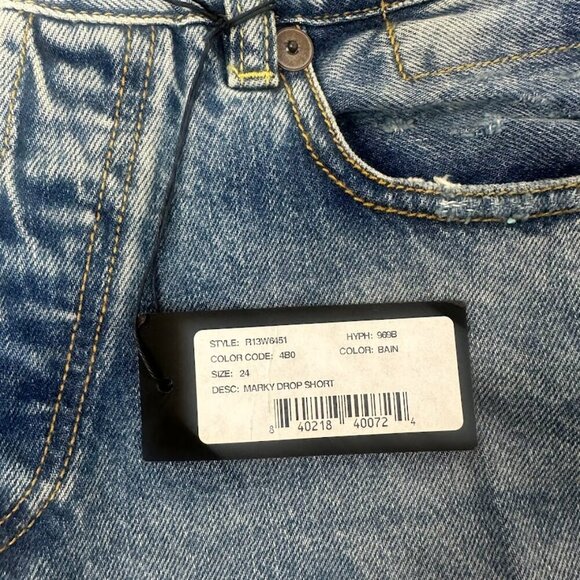 STYLE: R13W6451 HYPH: 969B
COLOR CODE: 4B0 COLOR: BAIN
SIZE: 24
DESC: MARKY DROP SHORT
8 40218 40072 4